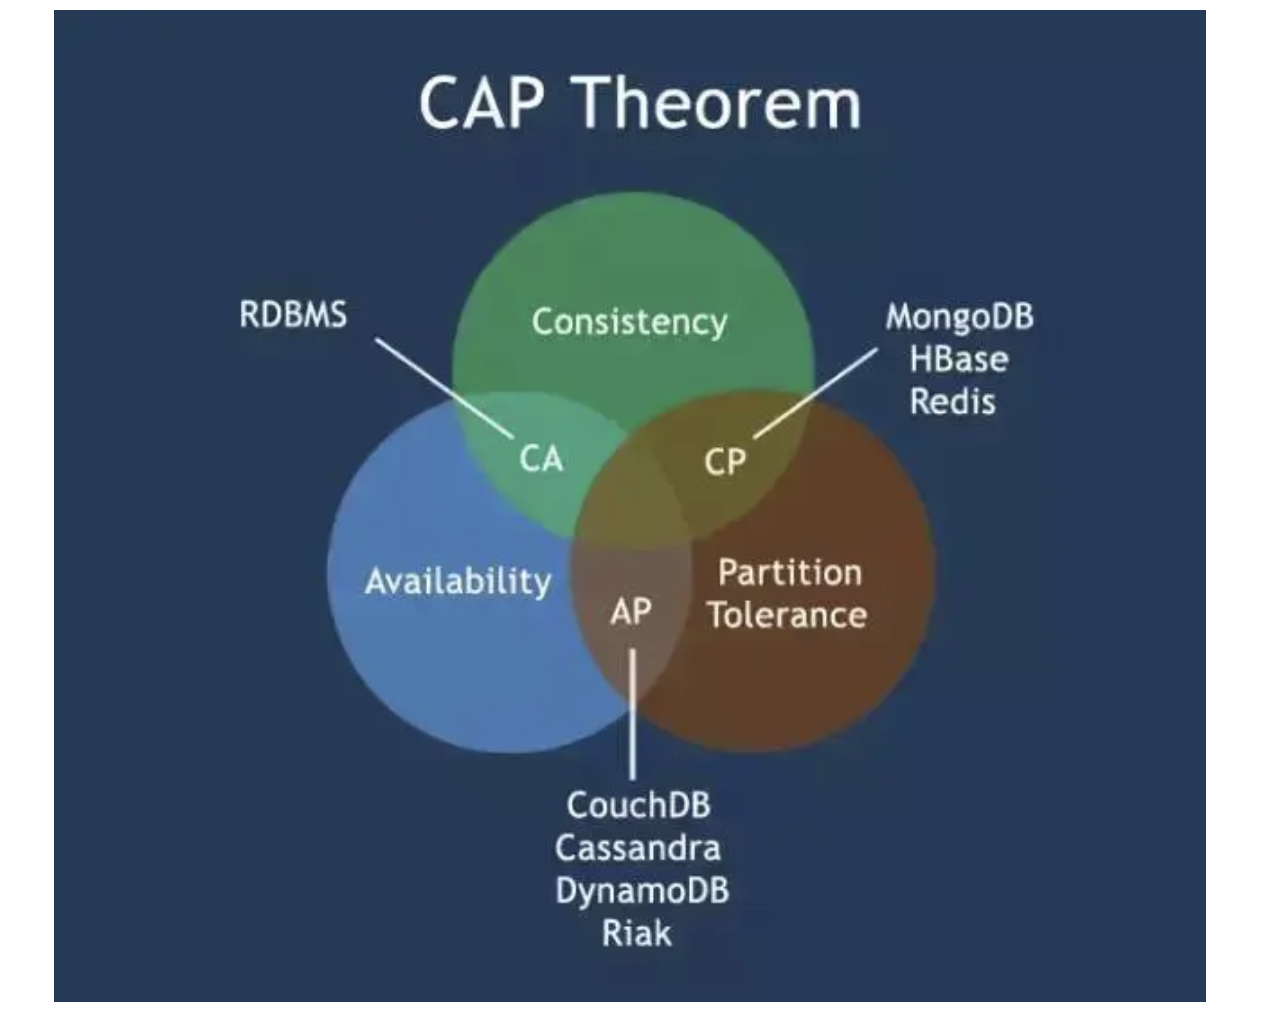 CAP Theorem
RDBMS
Consistency
MongoDB
HBase
Redis
CA
CP
Availability
Partition
Tolerance
AP
CouchDB
Cassandra
DynamoDB
Riak